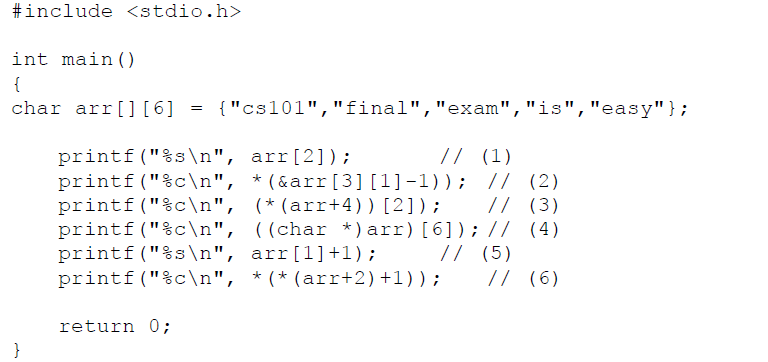 #include <stdio.h>
int main()
{
char arr[][6] = {"cs101","final","exam","is","easy"};
printf("%s\n", arr[2]); // (1)
printf("%c\n", *(&arr[3][1]-1)); // (2)
printf("%c\n", (*(arr+4))[2]); // (3)
printf("%c\n", ((char *)arr)[6]); // (4)
printf("%s\n", arr[1]+1); // (5)
printf("%c\n", *(*(arr+2)+1)); // (6)
return 0;
}